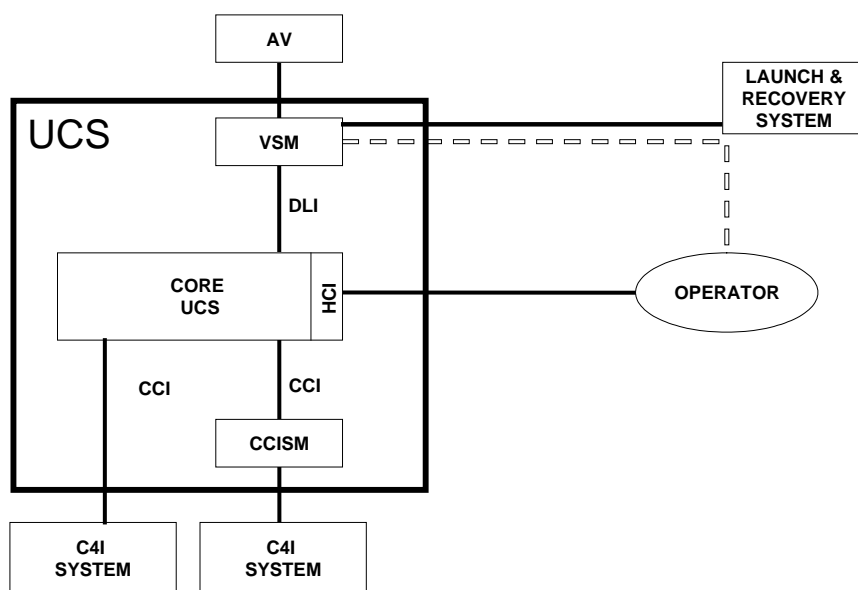 AV
LAUNCH &
RECOVERY
SYSTEM
UCS
VSM
DLI
CORE
UCS
HCI
OPERATOR
CCI
CCI
CCISM
C4I
SYSTEM
C4I
SYSTEM